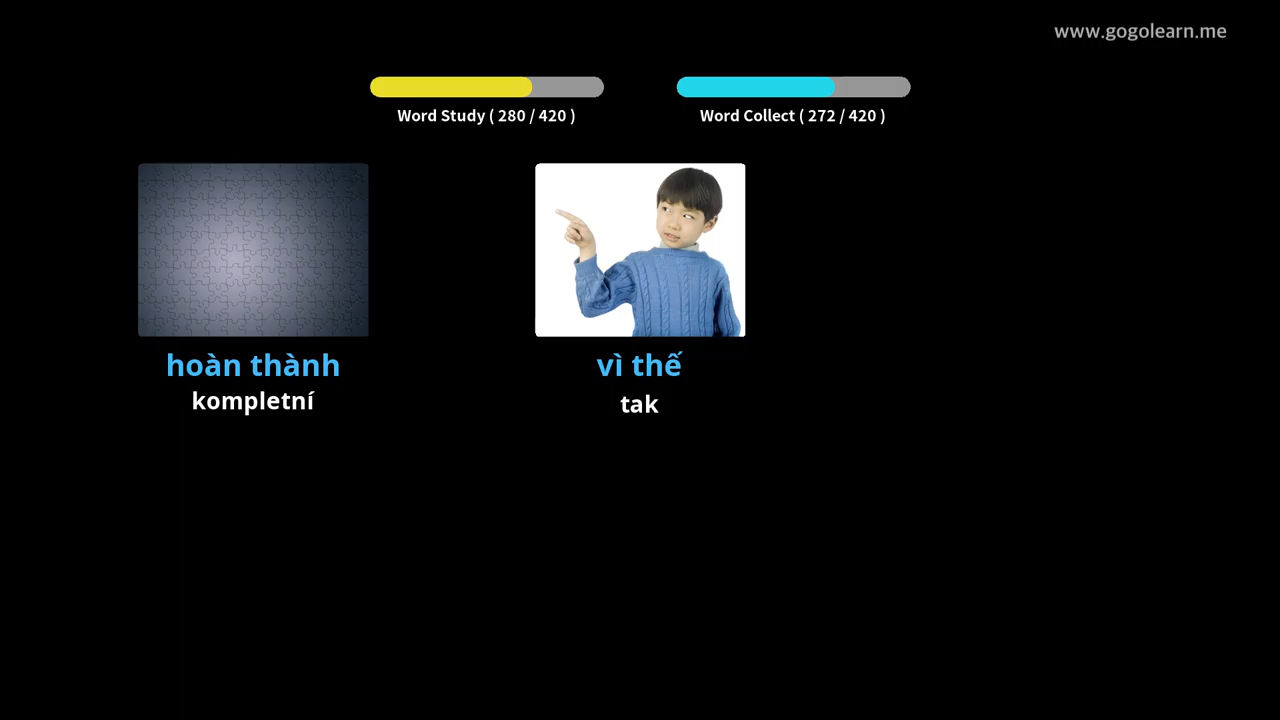 www.gogolearn.me
Word Study ( 280 / 420 )
Word Collect ( 272 / 420 )
hoàn thành
kompletní
vì thế
tak